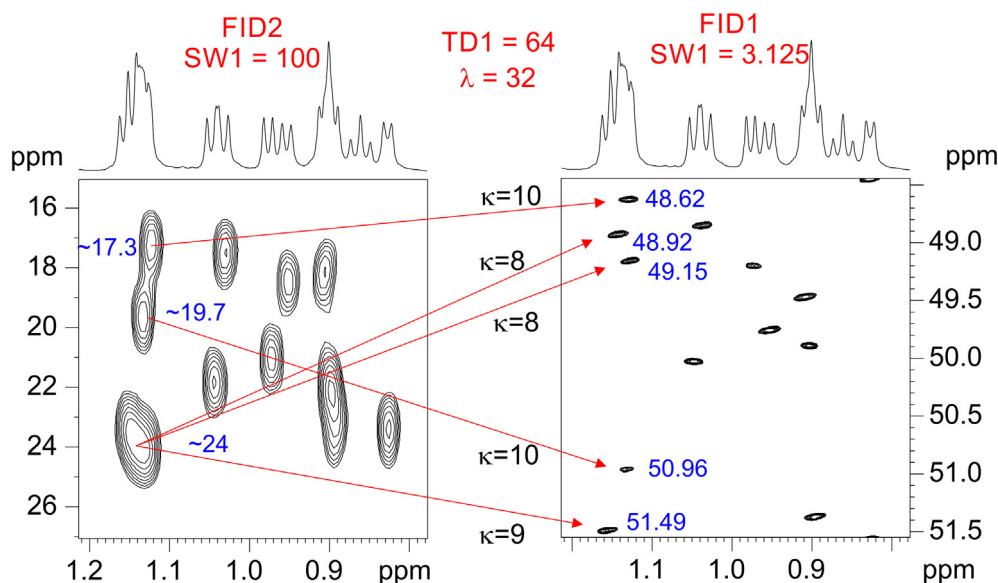 FID2
SW1 = 100
TD1 = 64
λ = 32
FID1
SW1 = 3.125
ppm
16
18
20
22
24
26
~17.3
~19.7
~24
1.2
1.1
1.0
0.9
ppm
κ=10
κ=8
κ=8
κ=10
κ=9
48.62
48.92
49.15
50.96
51.49
ppm
49.0
49.5
50.0
50.5
51.0
51.5
1.1
1.0
0.9
ppm